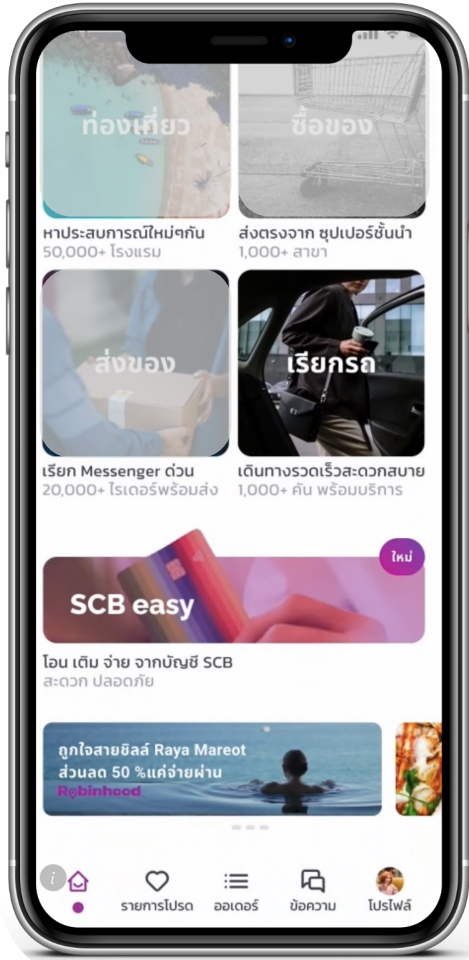 ท่องเที่ยว
ซื้อของ
หาประสบการณ์ใหม่ๆกัน
50,000+ โรงแรม
ส่งตรงจาก ซุปเปอร์ชั้นนำ
1,000+ สาขา
ส่งของ
เรียกรถ
เรียก Messenger ด่วน
20,000+ ไรเดอร์พร้อมส่ง
เดินทางรวดเร็วสะดวกสบาย
1,000+ คัน พร้อมบริการ
ใหม่
SCB easy
โอน เติม จ่าย จากบัญชี SCB
สะดวก ปลอดภัย
ถูกใจสายชิลล์ Raya Mareot
ส่วนลด 50 %แค่จ่ายผ่าน
Robinhood
i
รายการโปรด
ออเดอร์
ข้อความ
โปรไฟล์